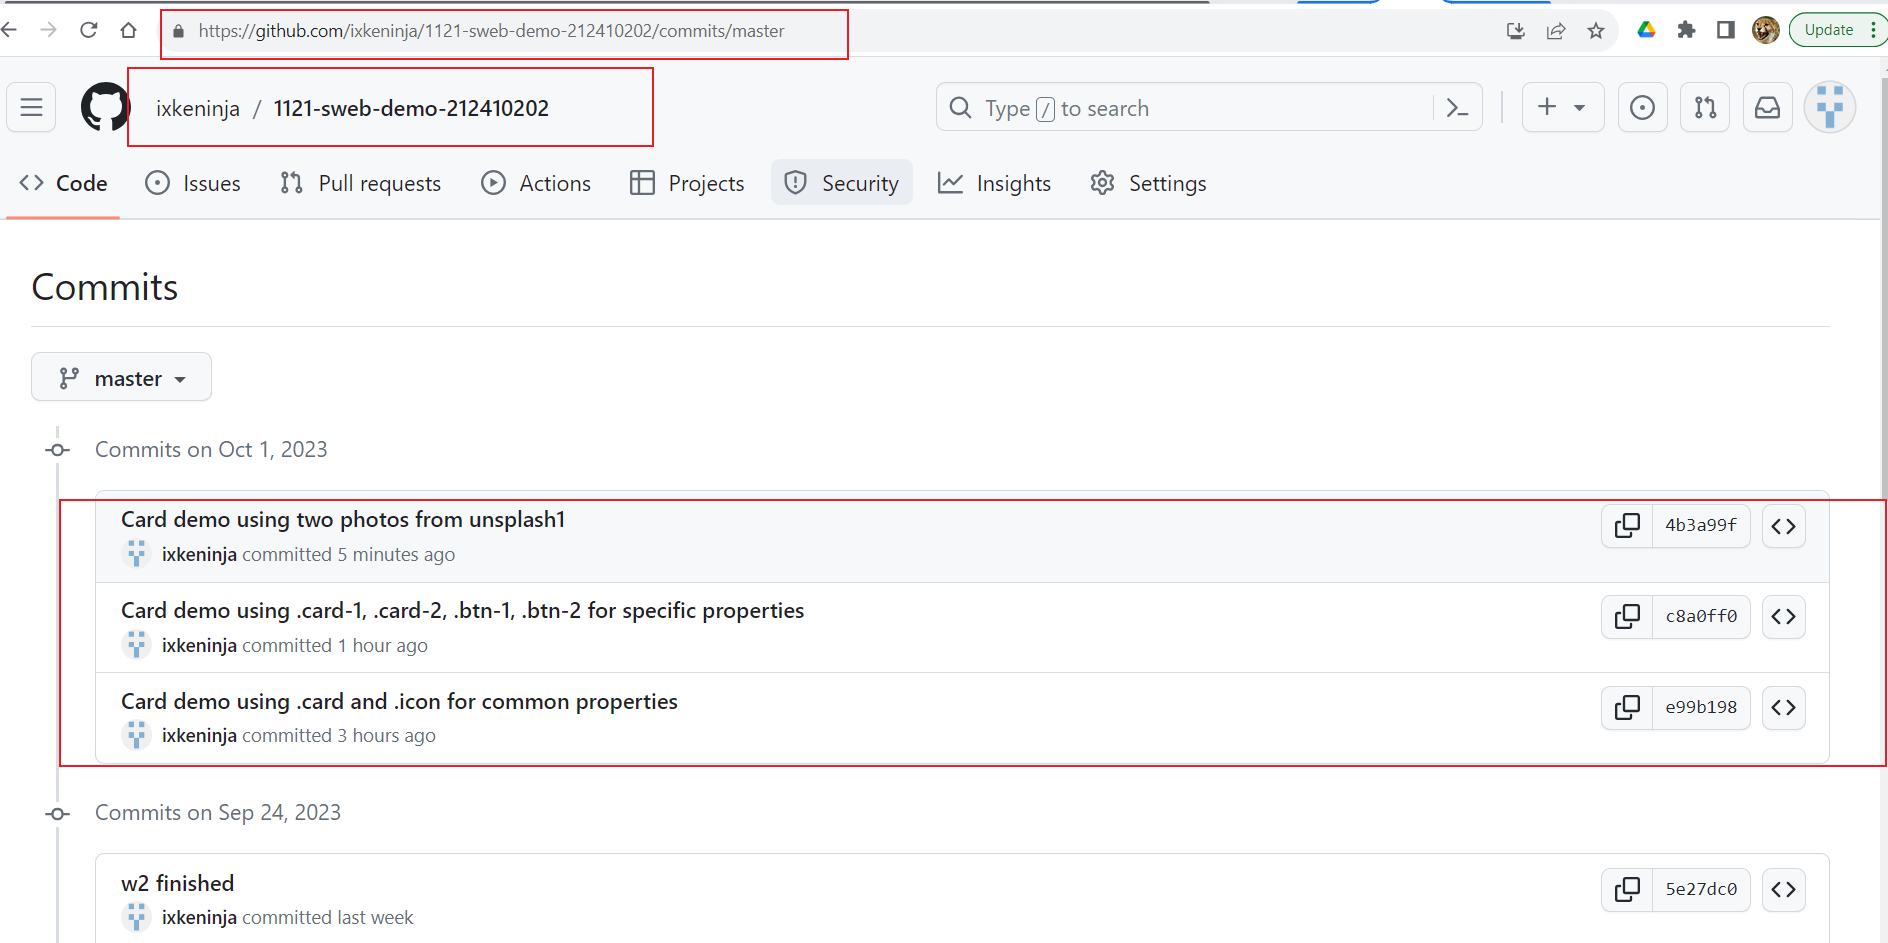 https://github.com/ixkeninja/1121-sweb-demo-212410202/commits/master
Update
ixkeninja / 1121-sweb-demo-212410202
Type / to search
Code Issues Pull requests Actions Projects Security Insights Settings
Commits
master
Commits on Oct 1, 2023
Card demo using two photos from unsplash1
4b3a99f
ixkeninja committed 5 minutes ago
Card demo using .card-1, .card-2, .btn-1, .btn-2 for specific properties
c8a0ff0
ixkeninja committed 1 hour ago
Card demo using .card and .icon for common properties
e99b198
ixkeninja committed 3 hours ago
Commits on Sep 24, 2023
w2 finished
5e27dc0
ixkeninja committed last week